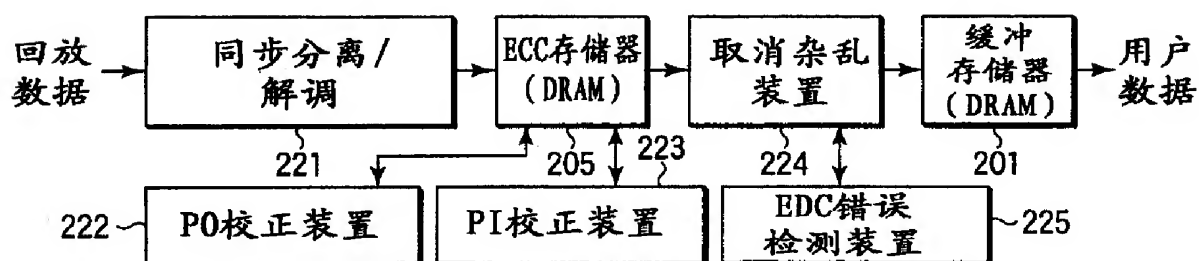 回放
数据
同步分离/
解调
ECC存储器
(DRAM)
取消杂乱
装置
缓冲
存储器
(DRAM)
用户
数据
221
205
223
224
201
222
PO校正装置
PI校正装置
EDC错误
检测装置
225